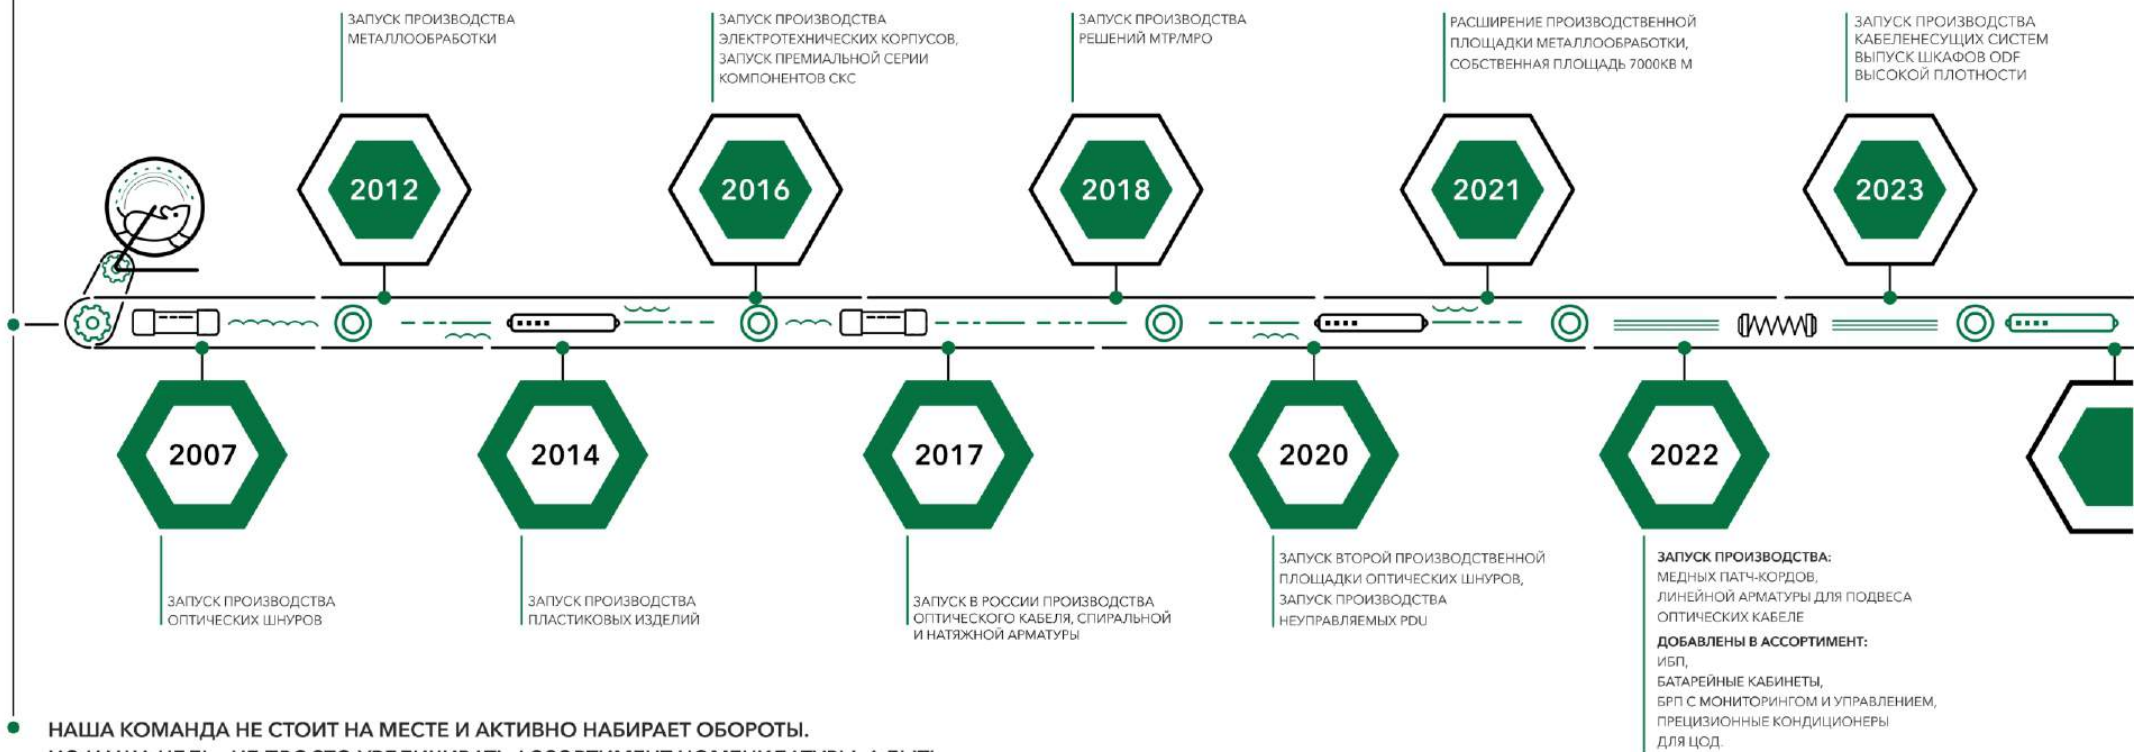 ЗАПУСК ПРОИЗВОДСТВА
МЕТАЛЛООБРАБОТКИ
ЗАПУСК ПРОИЗВОДСТВА
ЭЛЕКТРОТЕХНИЧЕСКИХ КОРПУСОВ,
ЗАПУСК ПРЕМИАЛЬНОЙ СЕРИИ
КОМПОНЕНТОВ СКС
ЗАПУСК ПРОИЗВОДСТВА
РЕШЕНИЙ МТР/МРО
РАСШИРЕНИЕ ПРОИЗВОДСТВЕННОЙ
ПЛОЩАДКИ МЕТАЛЛООБРАБОТКИ,
СОБСТВЕННАЯ ПЛОЩАДЬ 7000КВ М
ЗАПУСК ПРОИЗВОДСТВА
КАБЕЛЕНЕСУЩИХ СИСТЕМ
ВЫПУСК ШКАФОВ ODF
ВЫСОКОЙ ПЛОТНОСТИ
2012
2016
2018
2021
2023
2007
2014
2017
2020
2022
ЗАПУСК ПРОИЗВОДСТВА
ОПТИЧЕСКИХ ШНУРОВ
ЗАПУСК ПРОИЗВОДСТВА
ПЛАСТИКОВЫХ ИЗДЕЛИЙ
ЗАПУСК В РОССИИ ПРОИЗВОДСТВА
ОПТИЧЕСКОГО КАБЕЛЯ, СПИРАЛЬНОЙ
И НАТЯЖНОЙ АРМАТУРЫ
ЗАПУСК ВТОРОЙ ПРОИЗВОДСТВЕННОЙ
ПЛОЩАДКИ ОПТИЧЕСКИХ ШНУРОВ,
ЗАПУСК ПРОИЗВОДСТВА
НЕУПРАВЛЯЕМЫХ PDU
ЗАПУСК ПРОИЗВОДСТВА:
МЕДНЫХ ПАТЧ-КОРДОВ,
ЛИНЕЙНОЙ АРМАТУРЫ ДЛЯ ПОДВЕСА
ОПТИЧЕСКИХ КАБЕЛЕ
ДОБАВЛЕНЫ В АССОРТИМЕНТ:
ИБП,
БАТАРЕЙНЫЕ КАБИНЕТЫ,
БРП С МОНИТОРИНГОМ И УПРАВЛЕНИЕМ,
ПРЕЦИЗИОННЫЕ КОНДИЦИОНЕРЫ
ДЛЯ ЦОД.
НАША КОМАНДА НЕ СТОИТ НА МЕСТЕ И АКТИВНО НАБИРАЕТ ОБОРОТЫ.